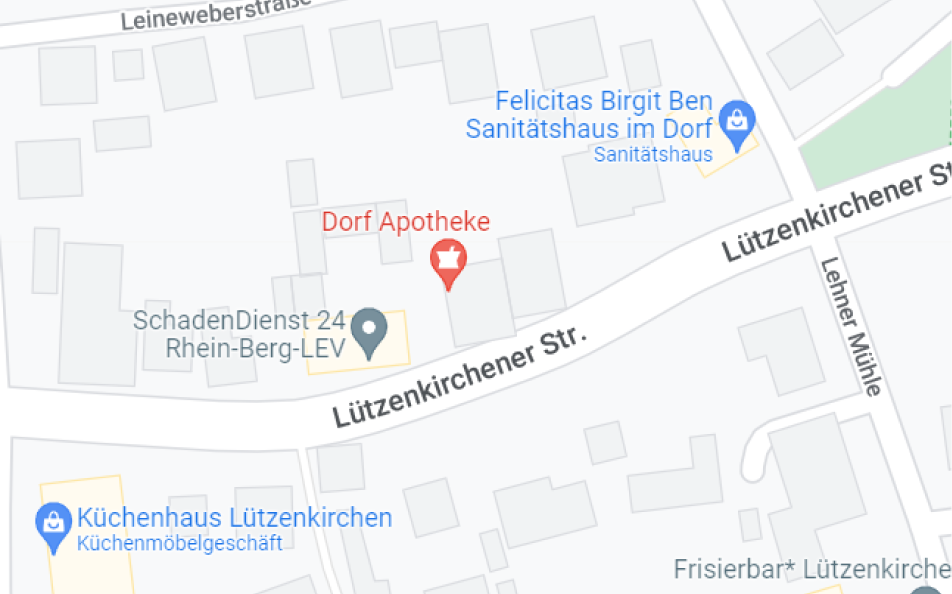 Leineweberstraße
Felicitas Birgit Ben
Sanitätshaus im Dorf
Sanitätshaus
Lützenkirchener St
Dorf Apotheke
Lehner Mühle
SchadenDienst 24
Rhein-Berg-LEV
Lützenkirchener Str.
Küchenhaus Lützenkirchen
Küchenmöbelgeschäft
Frisierbar* Lützenkirche